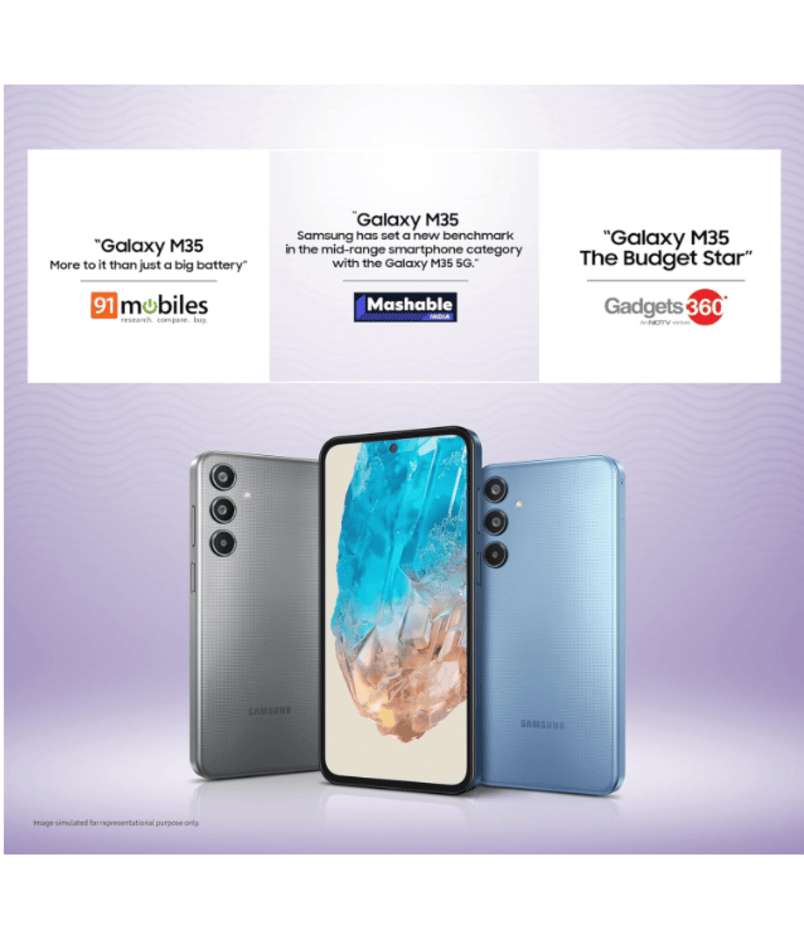 "Galaxy M35
More to it than just a big battery"
91mobiles
research. compare. buy.
"Galaxy M35
Samsung has set a new benchmark
in the mid-range smartphone category
with the Galaxy M35 5G."
Mashable
INDIA
"Galaxy M35
The Budget Star"
Gadgets 360
An NDTV venture
SAMSUNG
SAMSUNG
Image simulated for representational purpose only.